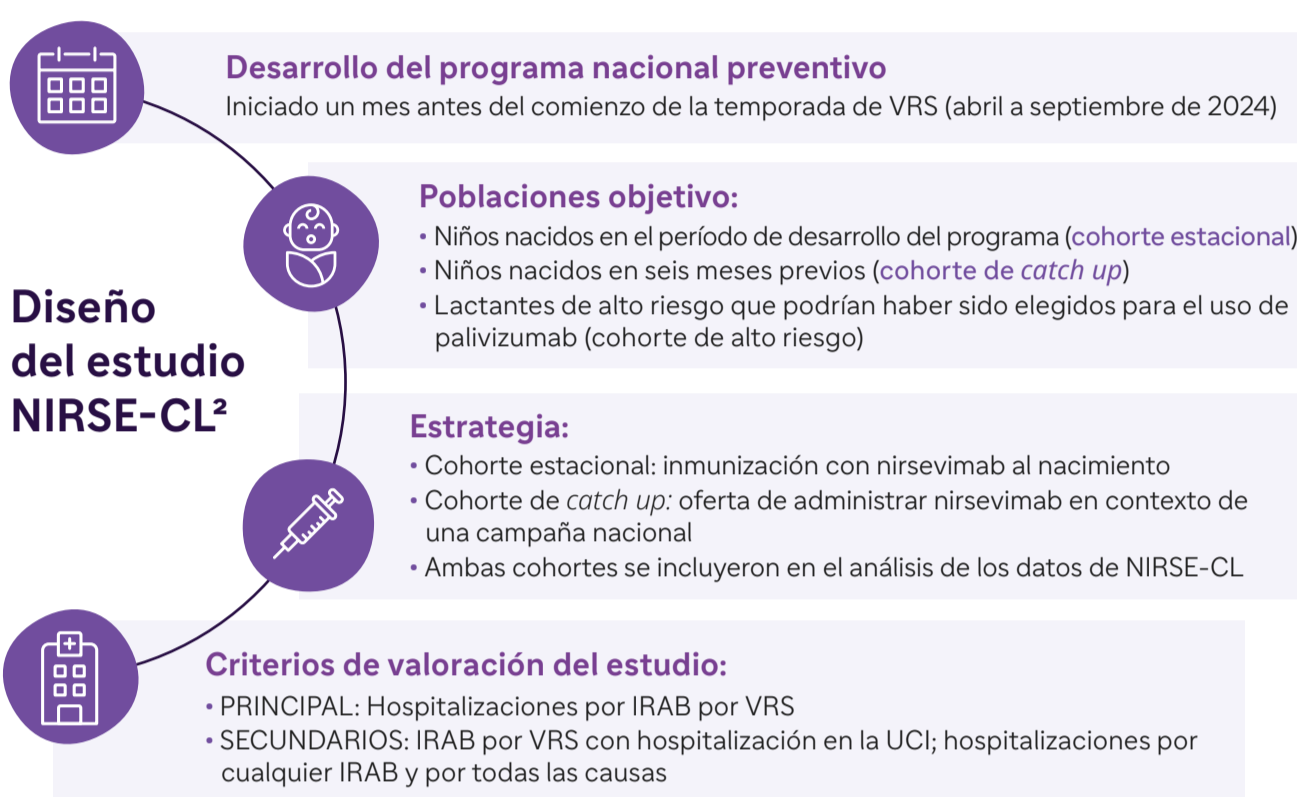 Desarrollo del programa nacional preventivo
Iniciado un mes antes del comienzo de la temporada de VRS (abril a septiembre de 2024)
Poblaciones objetivo:
• Niños nacidos en el período de desarrollo del programa (cohorte estacional)
• Niños nacidos en seis meses previos (cohorte de catch up)
• Lactantes de alto riesgo que podrían haber sido elegidos para el uso de
palivizumab (cohorte de alto riesgo)
Diseño
del estudio
NIRSE-CL²
Estrategia:
• Cohorte estacional: inmunización con nirsevimab al nacimiento
• Cohorte de catch up: oferta de administrar nirsevimab en contexto de
una campaña nacional
• Ambas cohortes se incluyeron en el análisis de los datos de NIRSE-CL
Criterios de valoración del estudio:
• PRINCIPAL: Hospitalizaciones por IRAB por VRS
• SECUNDARIOS: IRAB por VRS con hospitalización en la UCI; hospitalizaciones por
cualquier IRAB y por todas las causas